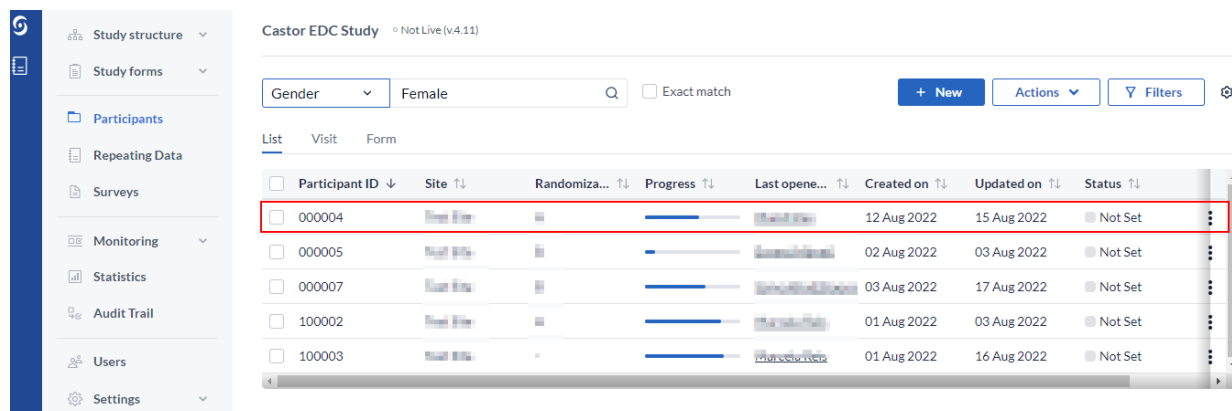 Castor EDC Study Not Live (v.4.11)
Study structure
Study forms
Participants
Repeating Data
Surveys
Monitoring
Statistics
Audit Trail
Users
Settings
Gender Female Exact match + New Actions Filters
List Visit Form
Participant ID Site Randomiza... Progress Last opene... Created on Updated on Status
000004 12 Aug 2022 15 Aug 2022 Not Set
000005 02 Aug 2022 03 Aug 2022 Not Set
000007 03 Aug 2022 17 Aug 2022 Not Set
100002 01 Aug 2022 03 Aug 2022 Not Set
100003 01 Aug 2022 16 Aug 2022 Not Set